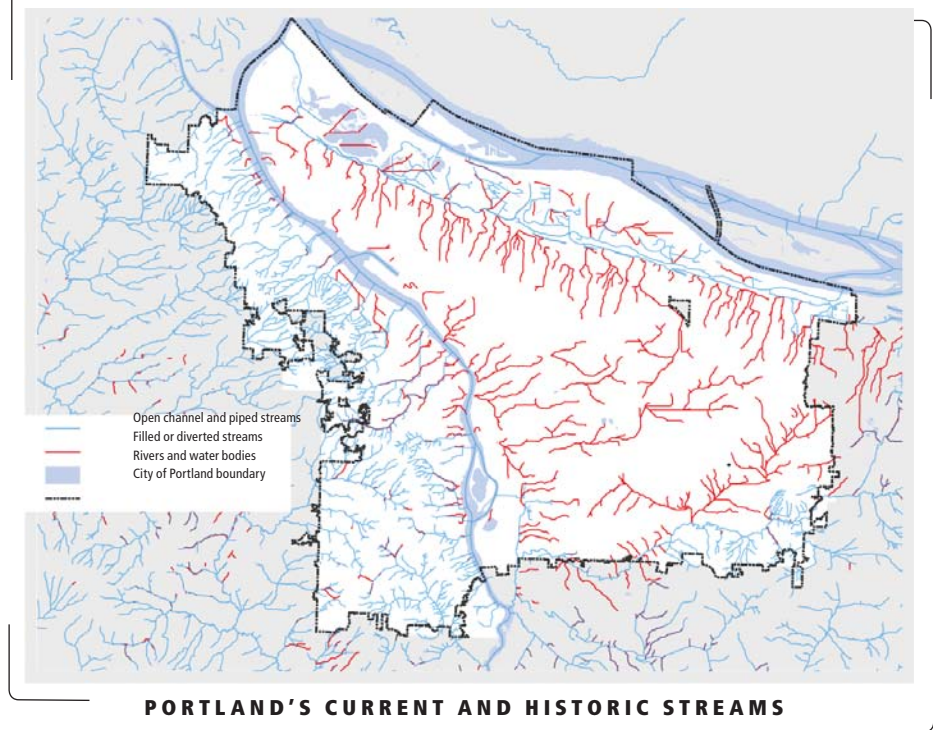 Open channel and piped streams
Filled or diverted streams
Rivers and water bodies
City of Portland boundary
PORTLAND'S CURRENT AND HISTORIC STREAMS